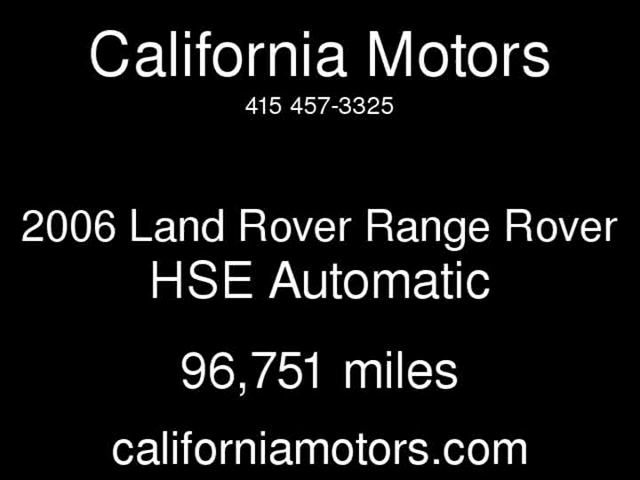 California Motors
415 457-3325
2006 Land Rover Range Rover
HSE Automatic
96,751 miles
californiamotors.com